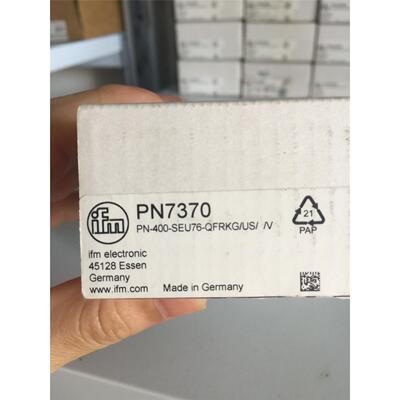 ifm
PN7370
PN-400-SEU76-QFRKG/US/ /V
ifm electronic
45128 Essen
Germany
www.ifm.com
Made in Germany
21
PAP